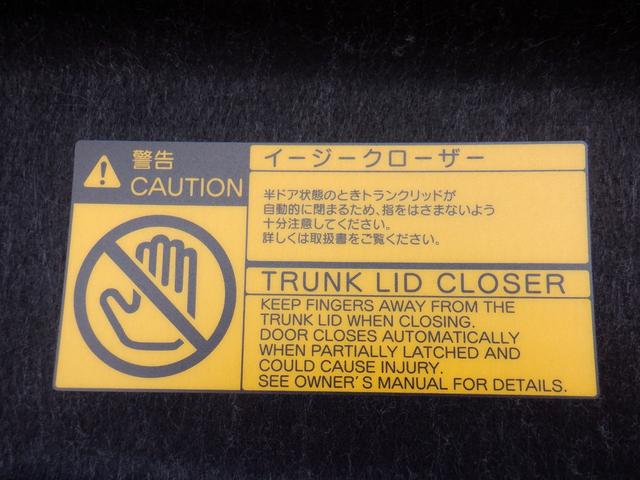 警告
CAUTION
イージークローザー
半ドア状態のときトランクリッドが
自動的に閉まるため、指をはさまないよう
十分注意してください。
詳しくは取扱書をご覧ください。
TRUNK LID CLOSER
KEEP FINGERS AWAY FROM THE
TRUNK LID WHEN CLOSING.
DOOR CLOSES AUTOMATICALLY
WHEN PARTIALLY LATCHED AND
COULD CAUSE INJURY.
SEE OWNER'S MANUAL FOR DETAILS.